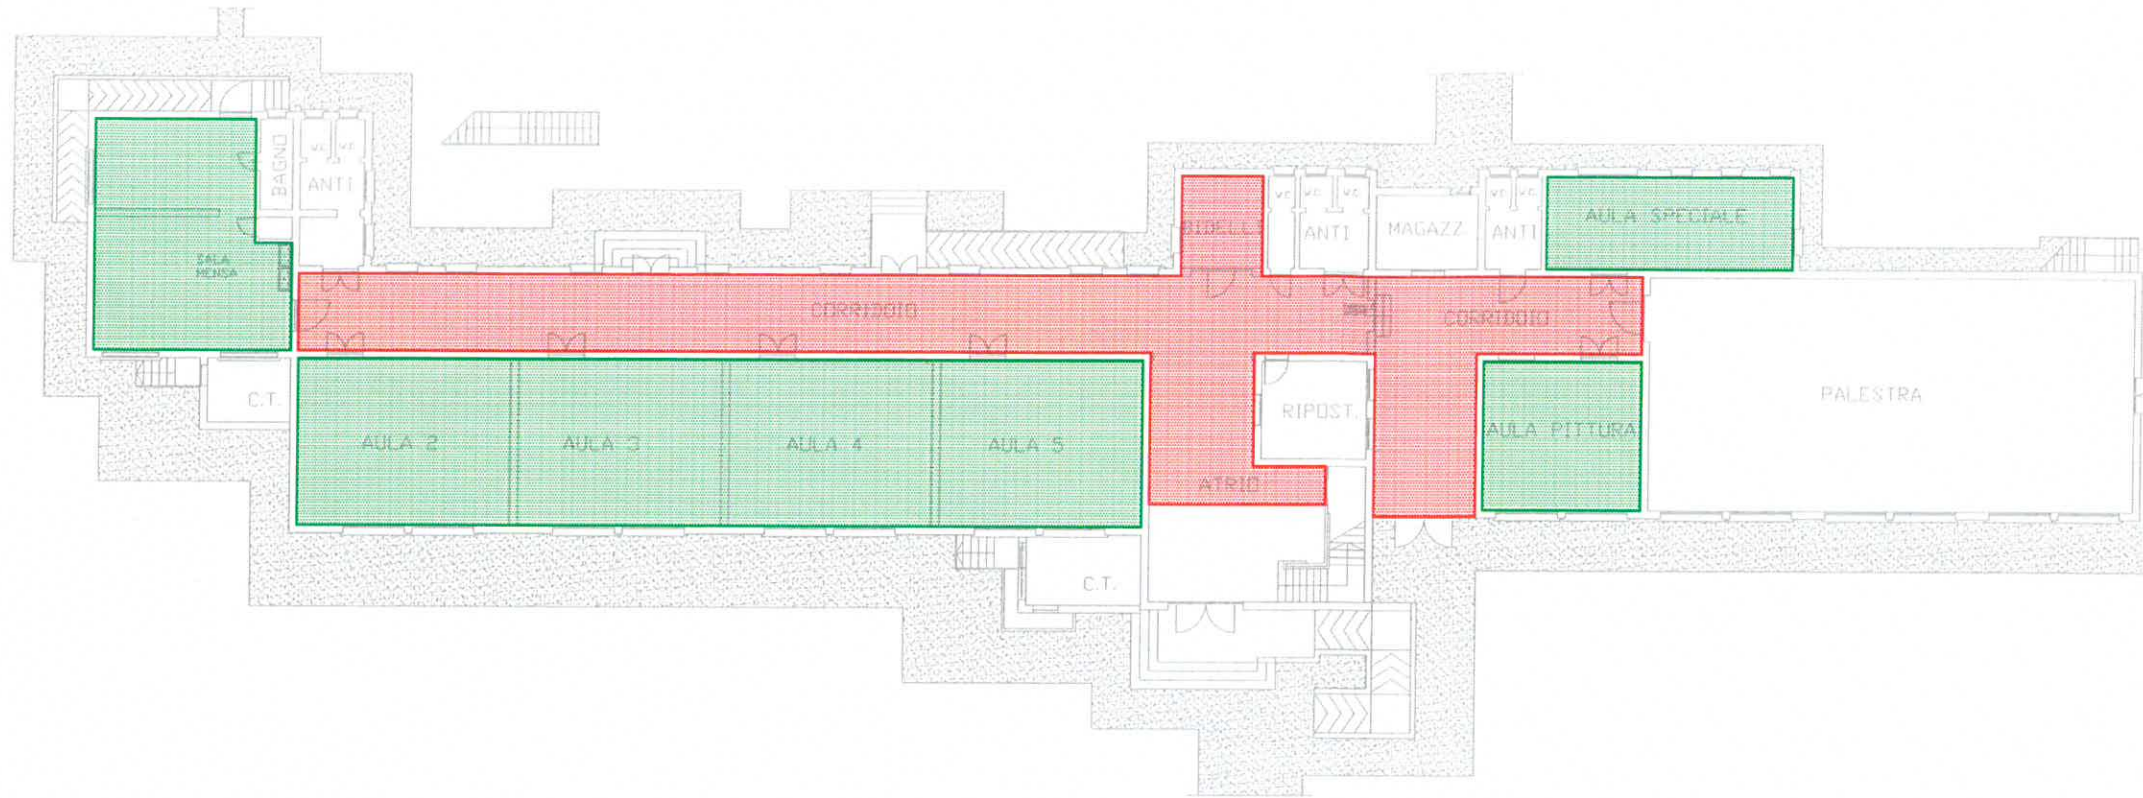 BAGNO
W.C.
W.C.
ANTI
SALA
MENSA
C.T.
CORRIDOIO
AULA 2
AULA 3
AULA 4
AULA 5
C.T.
BIDELL
W.C.
W.C.
W.C.
ANTI
MAGAZZ.
W.C.
W.C.
ANTI
AULA SPECIALE
CORRIDOIO
RIPOST.
ATRIO
AULA PITTURA
PALESTRA